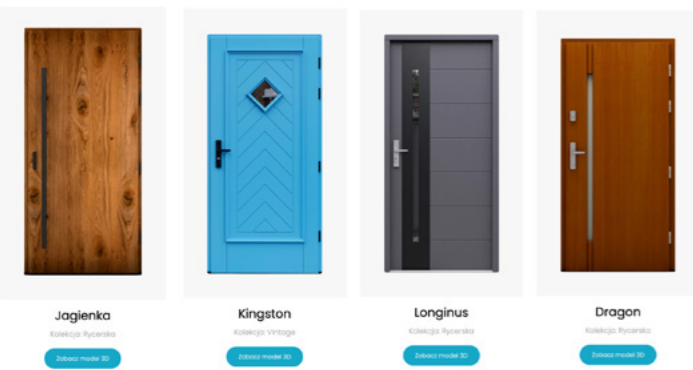 Jagienka
Kolekcja: Rycerska
Zobacz model 3D
Kingston
Kolekcja: Vintage
Zobacz model 3D
Longinus
Kolekcja: Rycerska
Zobacz model 3D
Dragon
Kolekcja: Rycerska
Zobacz model 3D